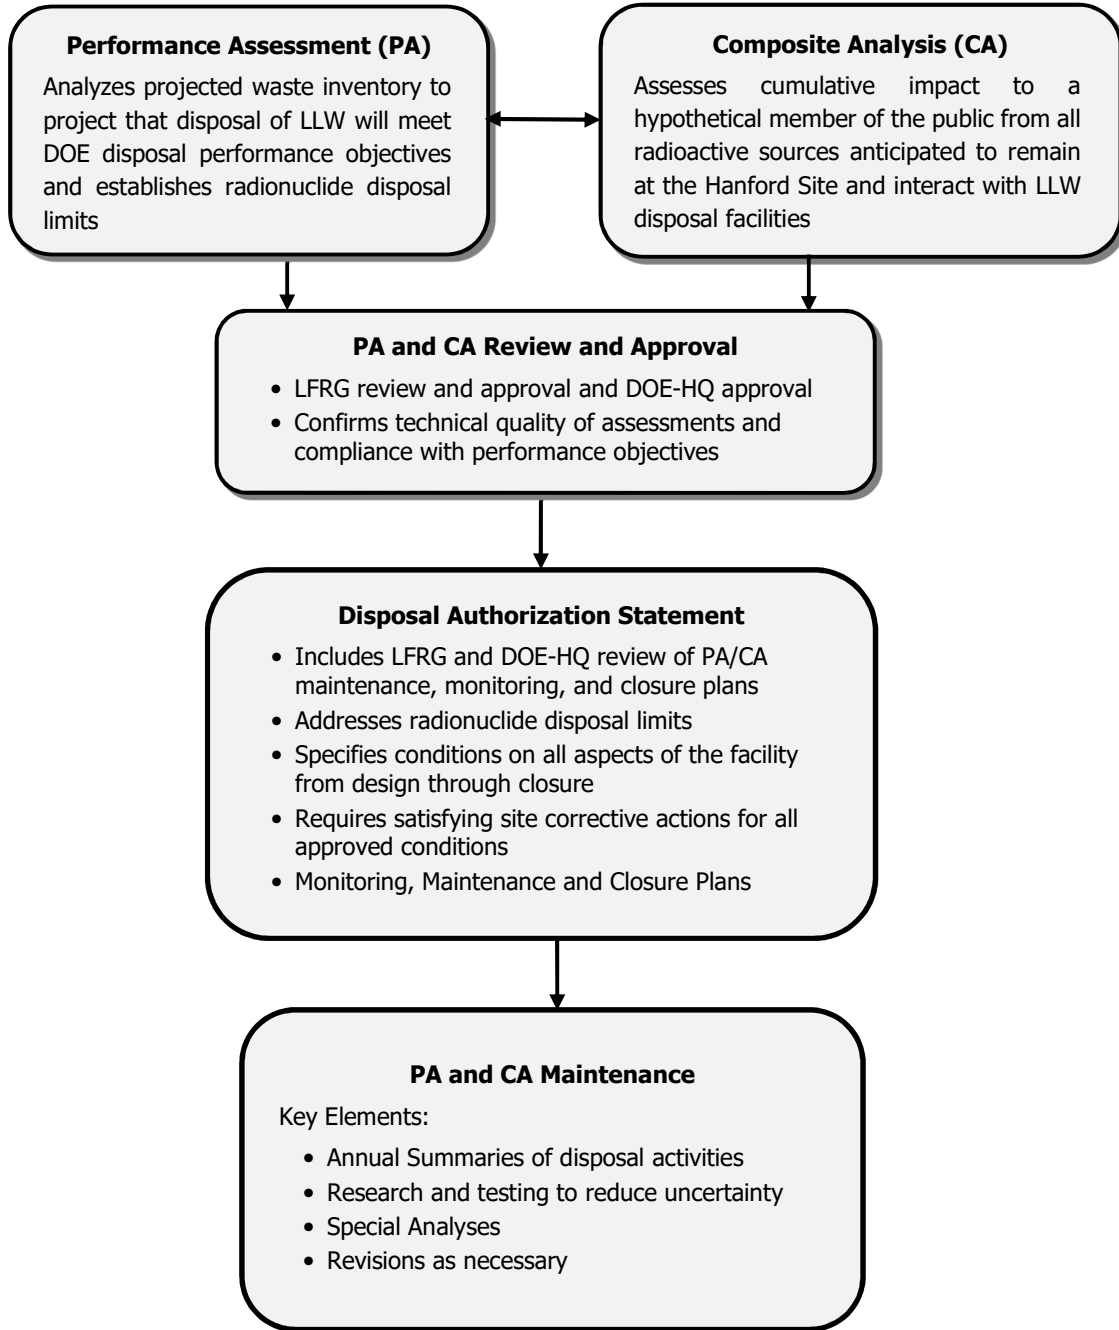 Performance Assessment (PA)
Analyzes projected waste inventory to
project that disposal of LLW will meet
DOE disposal performance objectives
and establishes radionuclide disposal
limits
Composite Analysis (CA)
Assesses cumulative impact to a
hypothetical member of the public from all
radioactive sources anticipated to remain
at the Hanford Site and interact with LLW
disposal facilities
PA and CA Review and Approval
• LFRG review and approval and DOE-HQ approval
• Confirms technical quality of assessments and
compliance with performance objectives
Disposal Authorization Statement
• Includes LFRG and DOE-HQ review of PA/CA
maintenance, monitoring, and closure plans
• Addresses radionuclide disposal limits
• Specifies conditions on all aspects of the facility
from design through closure
• Requires satisfying site corrective actions for all
approved conditions
• Monitoring, Maintenance and Closure Plans
PA and CA Maintenance
Key Elements:
• Annual Summaries of disposal activities
• Research and testing to reduce uncertainty
• Special Analyses
• Revisions as necessary